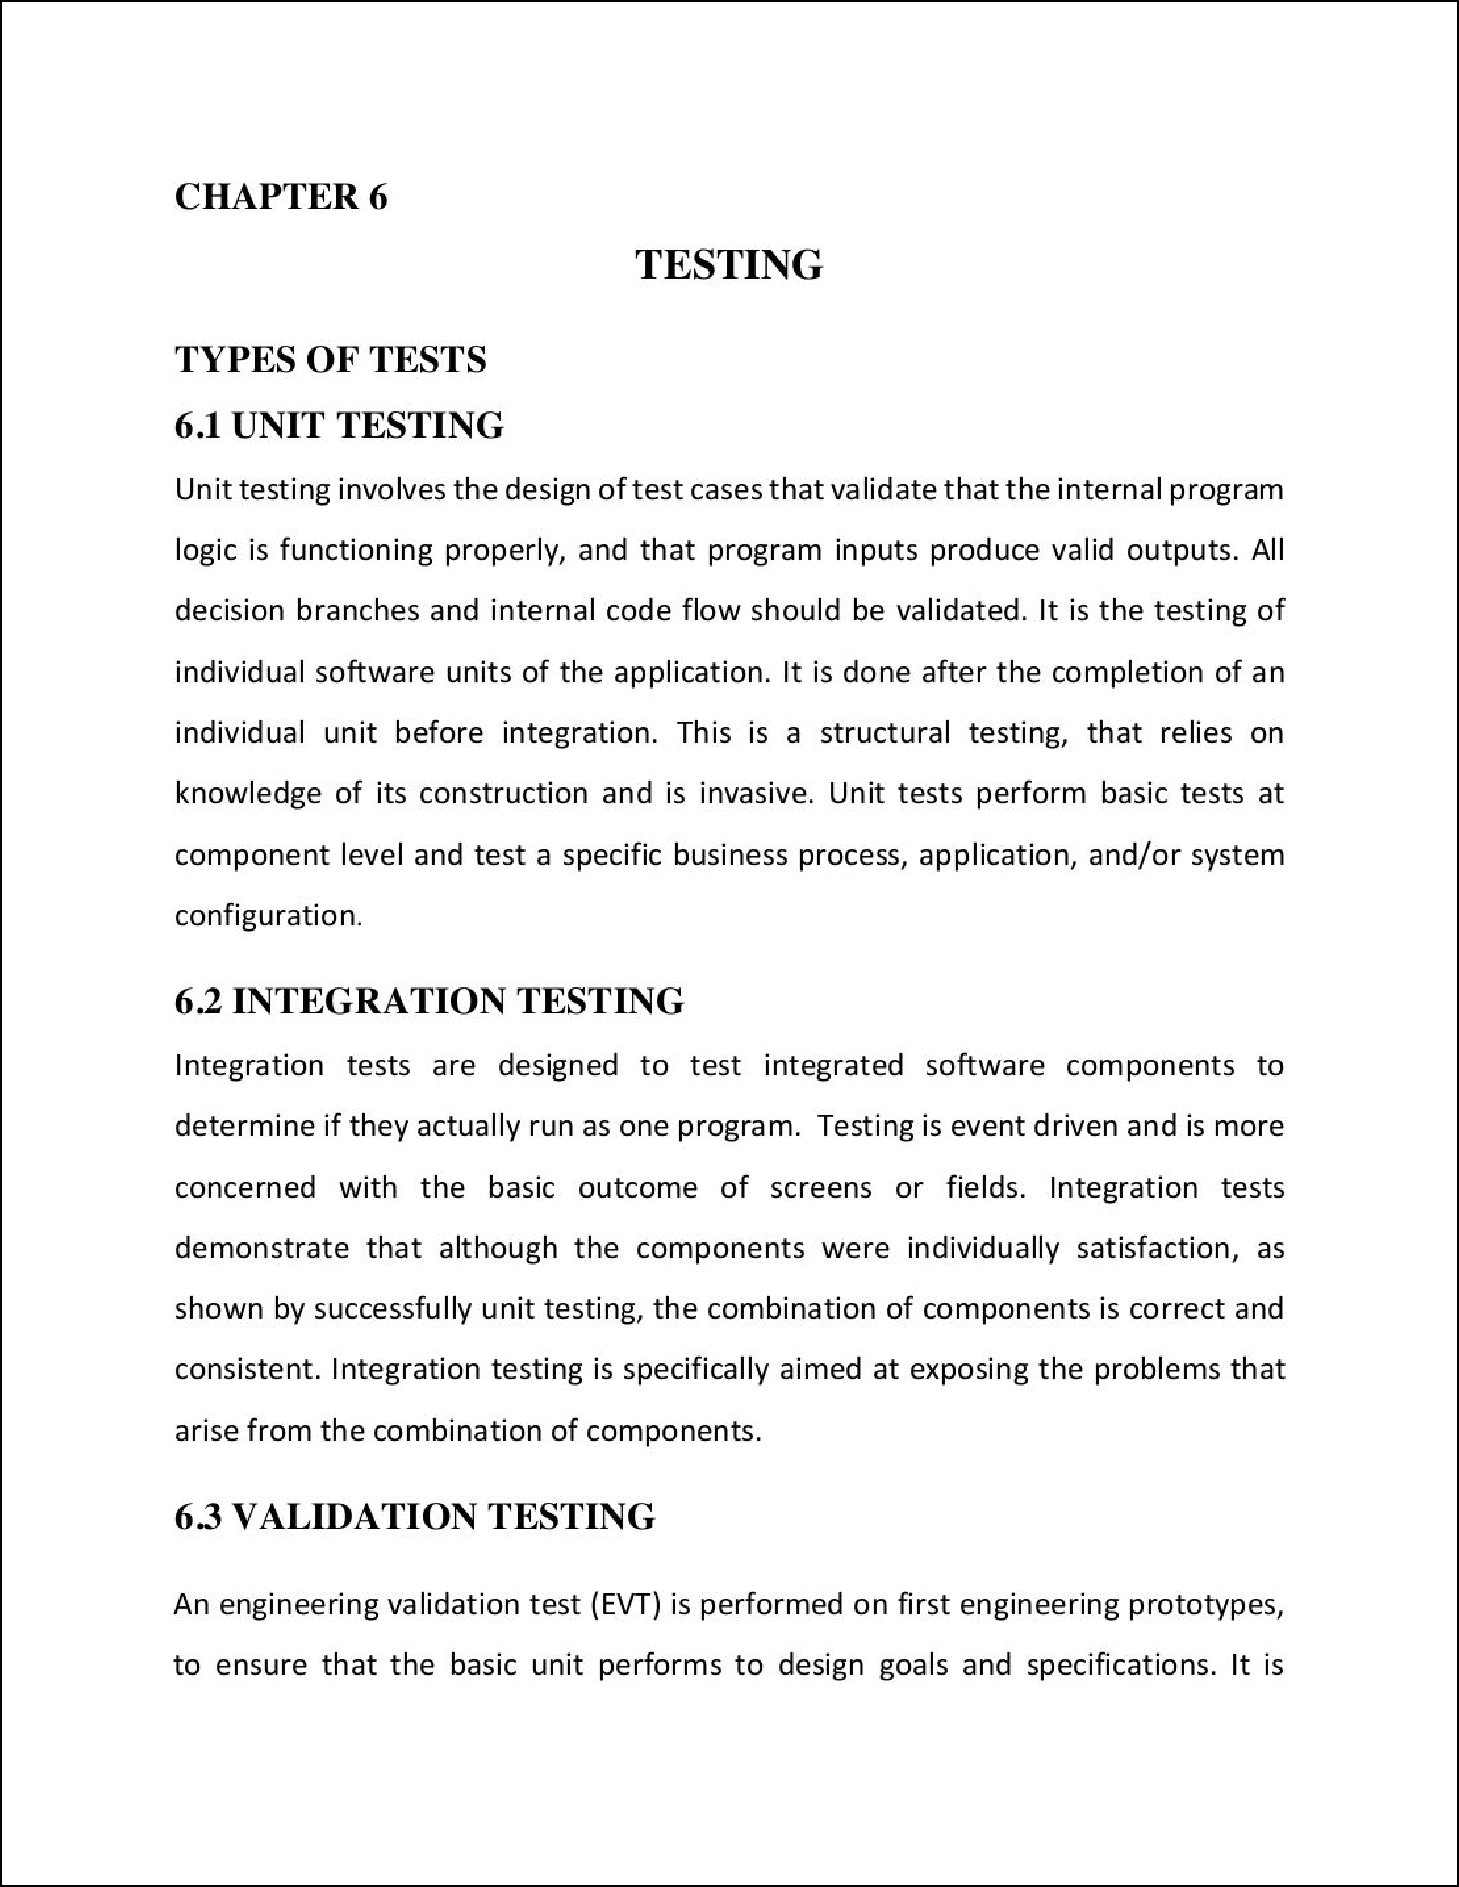 CHAPTER 6
TESTING
TYPES OF TESTS
6.1 UNIT TESTING
Unit testing involves the design of test cases that validate that the internal program
logic is functioning properly, and that program inputs produce valid outputs. All
decision branches and internal code flow should be validated. It is the testing of
individual software units of the application. It is done after the completion of an
individual unit before integration. This is a structural testing, that relies on
knowledge of its construction and is invasive. Unit tests perform basic tests at
component level and test a specific business process, application, and/or system
configuration.
6.2 INTEGRATION TESTING
Integration tests are designed to test integrated software components to
determine if they actually run as one program.  Testing is event driven and is more
concerned with the basic outcome of screens or fields. Integration tests
demonstrate that although the components were individually satisfaction, as
shown by successfully unit testing, the combination of components is correct and
consistent. Integration testing is specifically aimed at exposing the problems that
arise from the combination of components.
6.3 VALIDATION TESTING
An engineering validation test (EVT) is performed on first engineering prototypes,
to ensure that the basic unit performs to design goals and specifications. It is